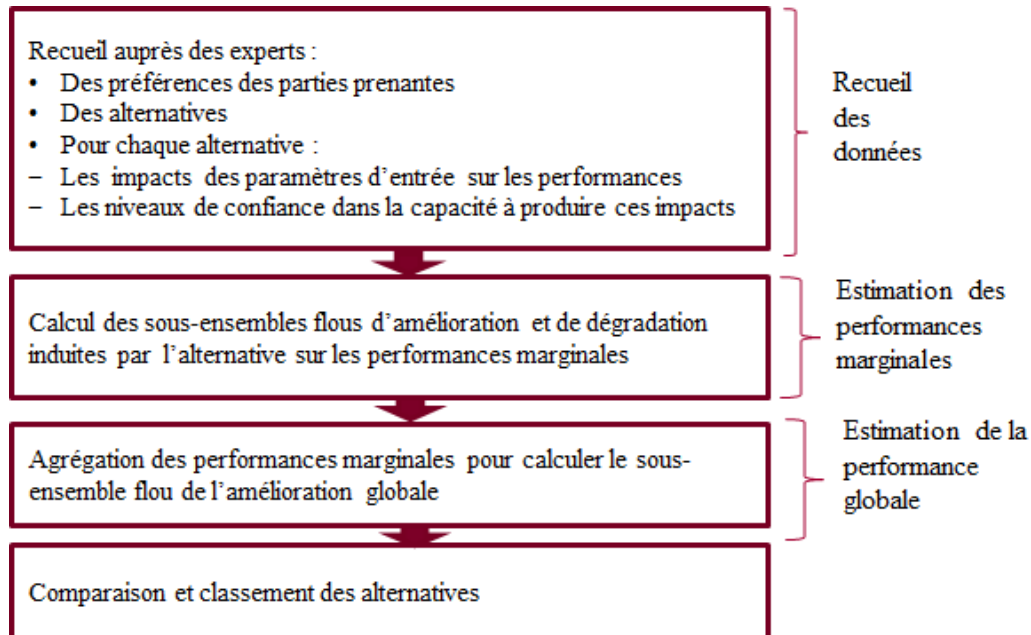 Recueil auprès des experts :
• Des préférences des parties prenantes
• Des alternatives
• Pour chaque alternative :
– Les impacts des paramètres d'entrée sur les performances
– Les niveaux de confiance dans la capacité à produire ces impacts
Recueil
des
données
Calcul des sous-ensembles flous d'amélioration et de dégradation
induites par l'alternative sur les performances marginales
Estimation des
performances
marginales
Agrégation des performances marginales pour calculer le sous-
ensemble flou de l'amélioration globale
Estimation de la
performance
globale
Comparaison et classement des alternatives